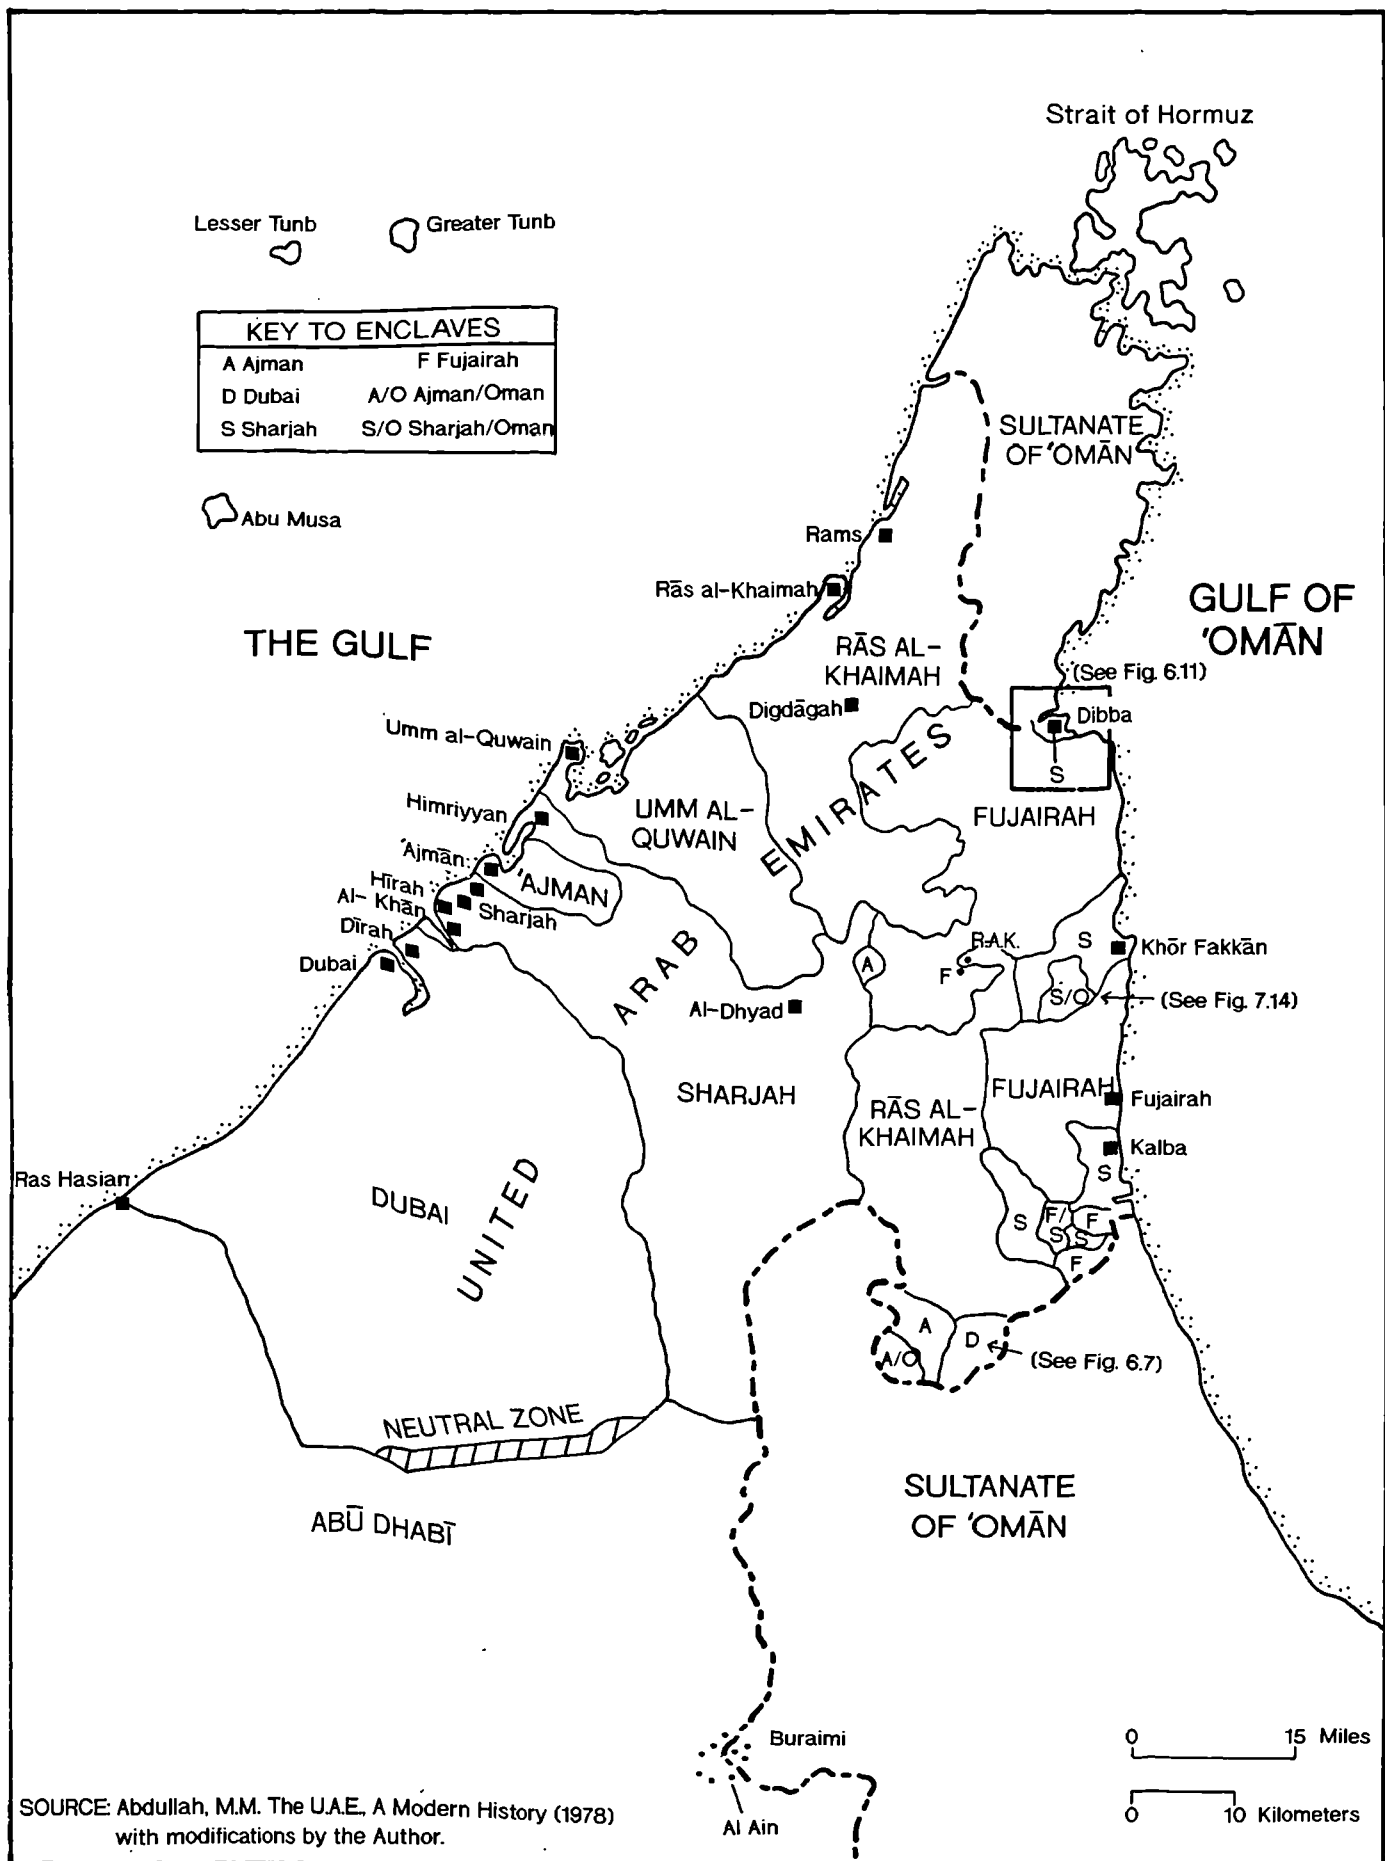 Strait of Hormuz
Lesser Tunb
Greater Tunb
KEY TO ENCLAVES
A Ajman F Fujairah
D Dubai A/O Ajman/Oman
S Sharjah S/O Sharjah/Oman
Abu Musa
SULTANATE
OF 'OMĀN
Rams
Rās al-Khaimah
GULF OF
'OMĀN
THE GULF
RĀS AL-
KHAIMAH
(See Fig. 6.11)
Digdāgah
Dibba
S
Umm al-Quwain
Himriyyan
UMM AL-
QUWAIN
FUJAIRAH
EMIRATES
'Ajmān
'AJMAN
Hīrah
Al-Khān
Sharjah
Dīrah
Dubai
ARAB
A
R.A.K.
F
S
Khōr Fakkān
S/O
(See Fig. 7.14)
Al-Dhyad
SHARJAH
FUJAIRAH
Fujairah
RĀS AL-
KHAIMAH
Kalba
S
Ras Hasian
DUBAI
UNITED
S
F/
S
F
S
F
A
D
A/O
(See Fig. 6.7)
NEUTRAL ZONE
ABŪ DHABĪ
SULTANATE
OF 'OMĀN
Buraimi
Al Ain
0 15 Miles
0 10 Kilometers
SOURCE: Abdullah, M.M. The U.A.E., A Modern History (1978)
with modifications by the Author.